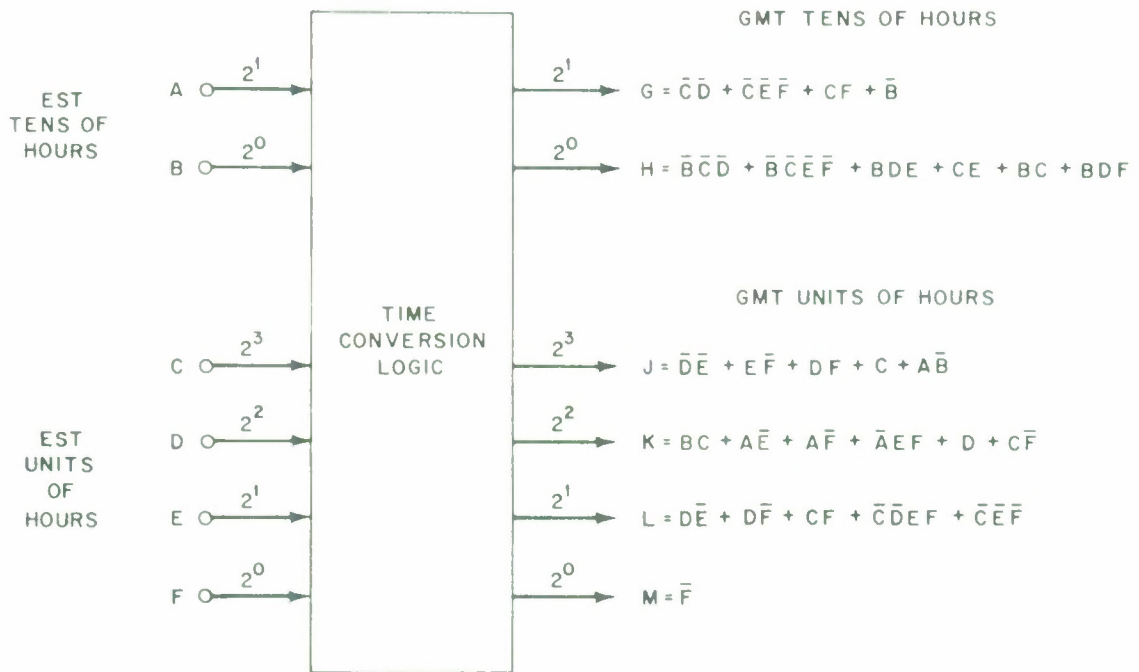 GMT TENS OF HOURS
EST
TENS OF
HOURS
A 2¹
B 2⁰
2¹ G = C̄D̄ + C̄ĒF̄ + CF + B̄
2⁰ H = B̄C̄D̄ + B̄C̄ĒF̄ + BDE + CE + BC + BDF
GMT UNITS OF HOURS
TIME
CONVERSION
LOGIC
EST
UNITS
OF
HOURS
C 2³
D 2²
E 2¹
F 2⁰
2³ J = D̄Ē + EF̄ + DF + C + AB̄
2² K = BC + AĒ + AF̄ + ĀEF + D + CF̄
2¹ L = DĒ + DF̄ + CF + C̄D̄EF + C̄ĒF̄
2⁰ M = F̄